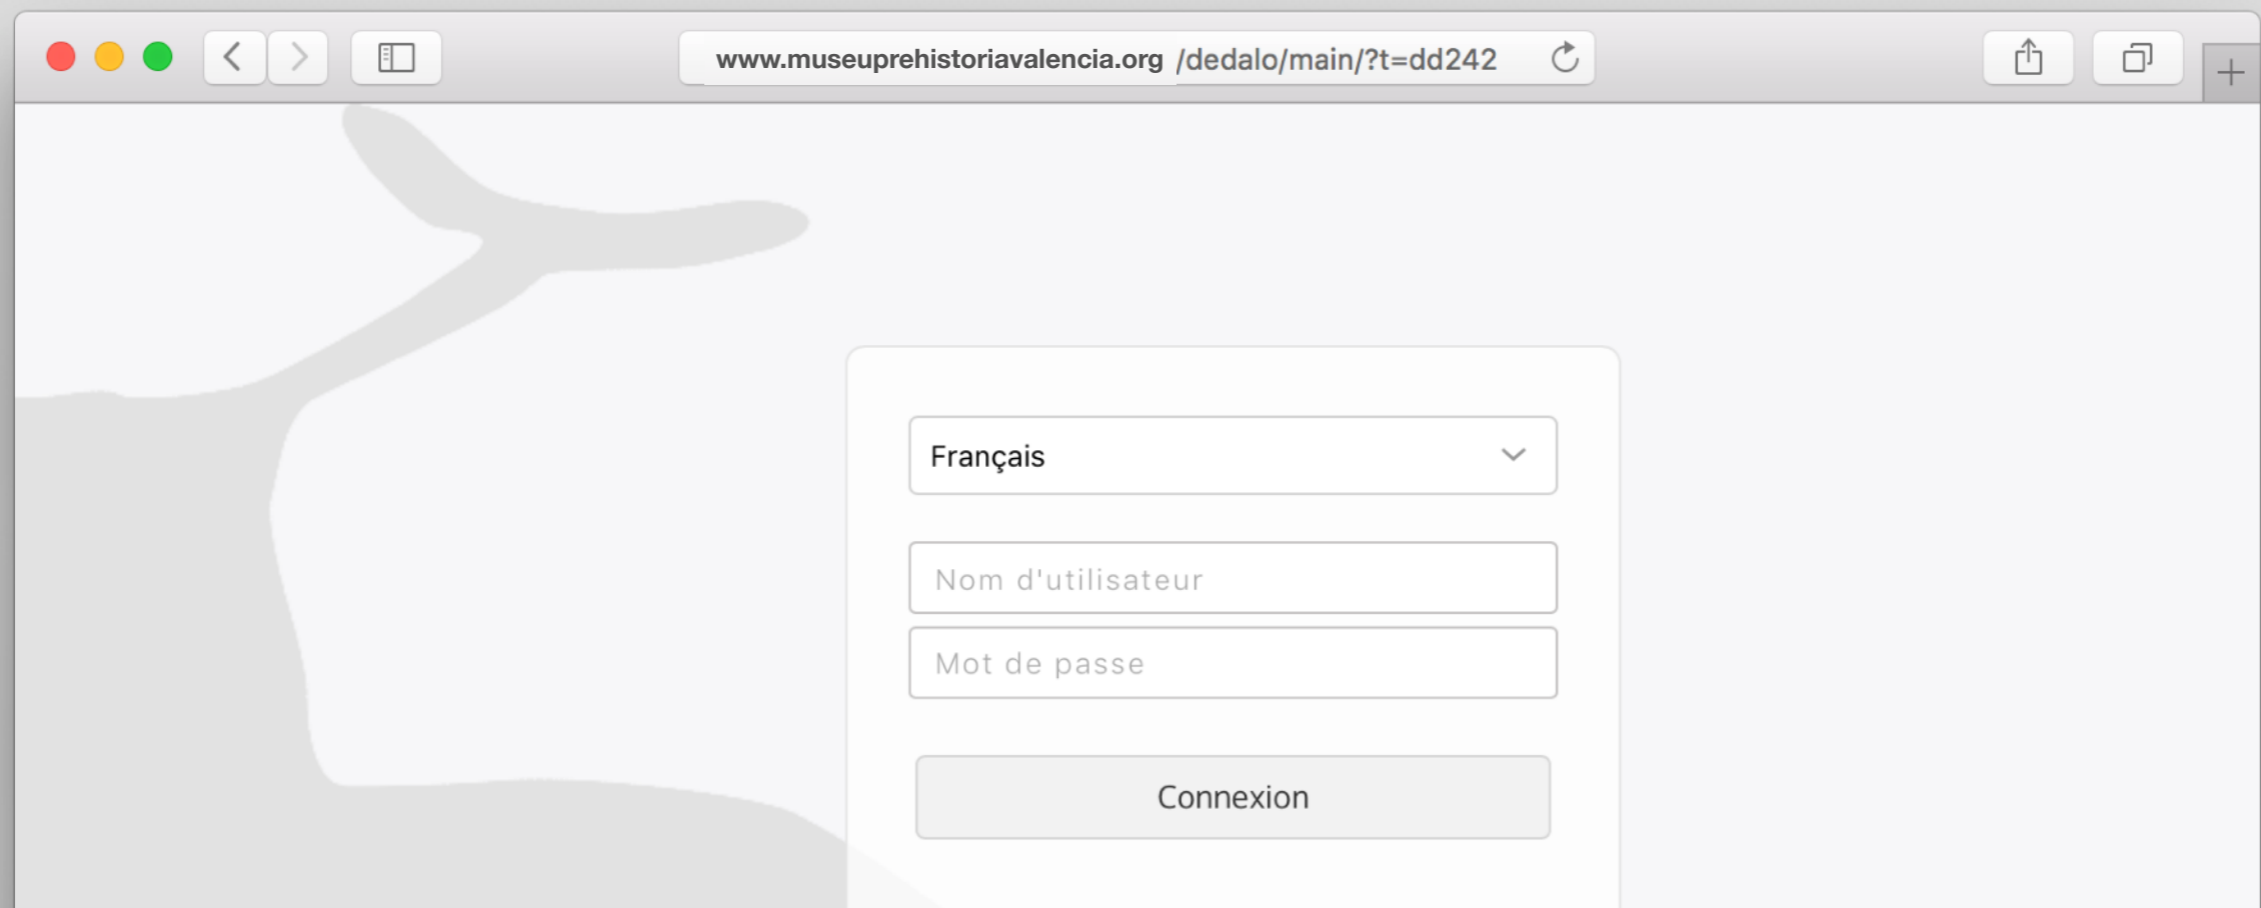 www.museuprehistoriavalencia.org /dedalo/main/?t=dd242
Français
Nom d'utilisateur
Mot de passe
Connexion